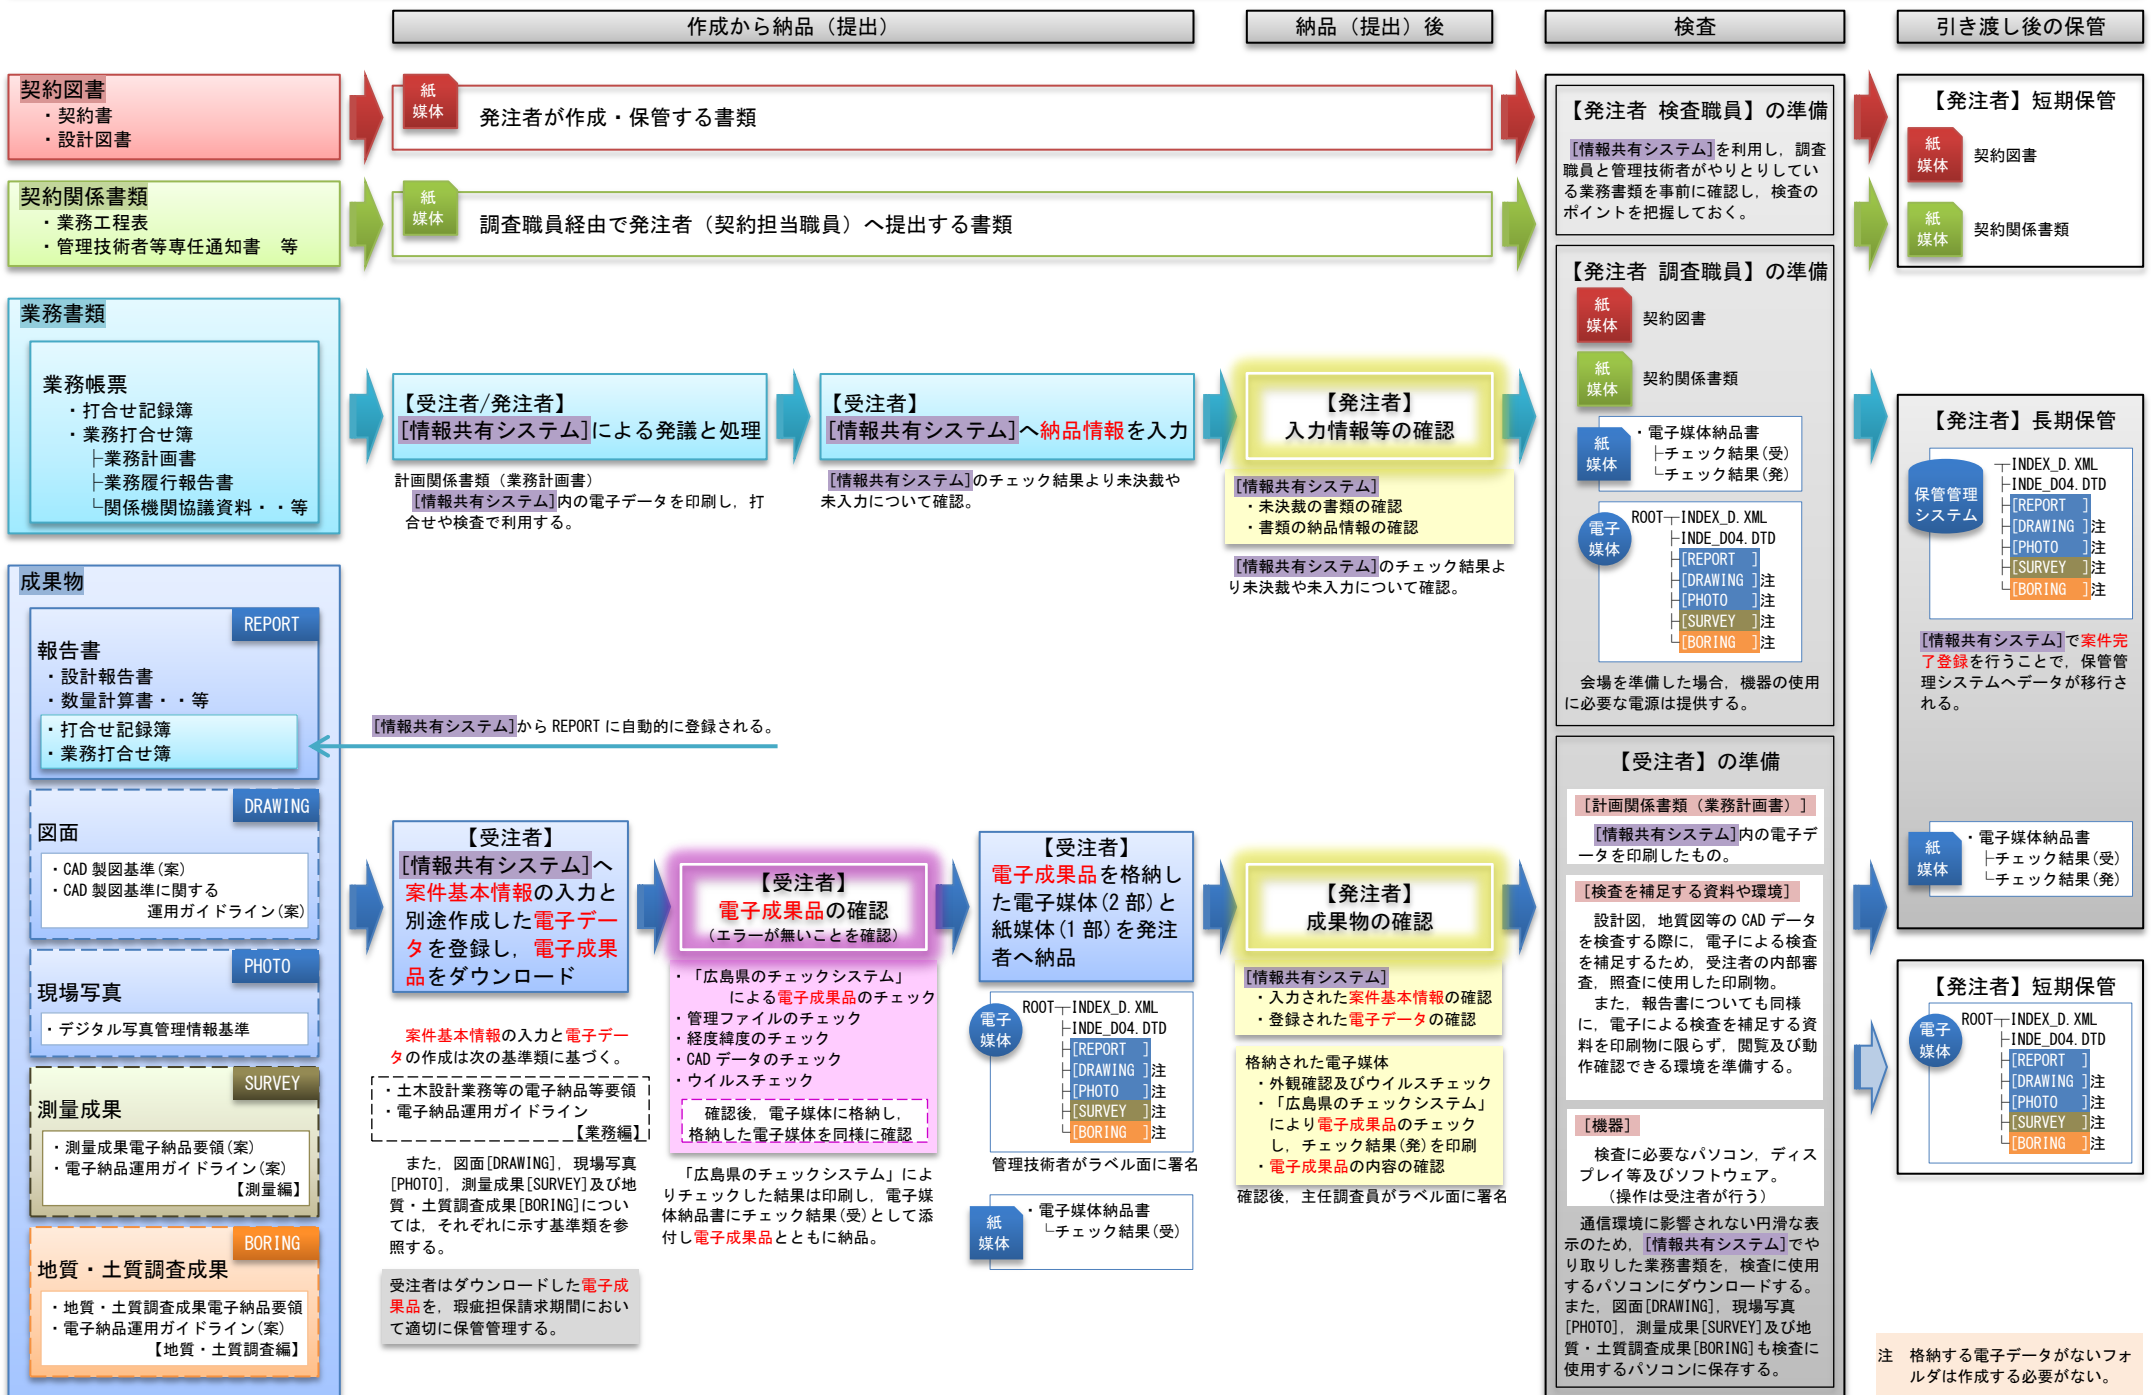 作成から納品（提出）
納品（提出）後
検査
引き渡し後の保管
契約図書
・契約書
・設計図書
紙
媒体
発注者が作成・保管する書類
契約関係書類
・業務工程表
・管理技術者等専任通知書　等
紙
媒体
調査職員経由で発注者（契約担当職員）へ提出する書類
業務書類
業務帳票
・打合せ記録簿
・業務打合せ簿
├業務計画書
├業務履行報告書
└関係機関協議資料・・等
【受注者/発注者】
[情報共有システム]による発議と処理
計画関係書類（業務計画書）
[情報共有システム]内の電子データを印刷し，打
合せや検査で利用する。
【受注者】
[情報共有システム]へ納品情報を入力
[情報共有システム]のチェック結果より未決裁や
未入力について確認。
【発注者】
入力情報等の確認
[情報共有システム]
・未決裁の書類の確認
・書類の納品情報の確認
[情報共有システム]のチェック結果よ
り未決裁や未入力について確認。
成果物
REPORT
報告書
・設計報告書
・数量計算書・・等
・打合せ記録簿
・業務打合せ簿
[情報共有システム]から REPORT に自動的に登録される。
DRAWING
図面
・CAD 製図基準(案)
・CAD 製図基準に関する
運用ガイドライン(案)
PHOTO
現場写真
・デジタル写真管理情報基準
SURVEY
測量成果
・測量成果電子納品要領(案)
・電子納品運用ガイドライン(案)
【測量編】
BORING
地質・土質調査成果
・地質・土質調査成果電子納品要領
・電子納品運用ガイドライン(案)
【地質・土質調査編】
【受注者】
[情報共有システム]へ
案件基本情報の入力と
別途作成した電子デー
タを登録し，電子成果
品をダウンロード
案件基本情報の入力と電子デー
タの作成は次の基準類に基づく。
・土木設計業務等の電子納品等要領
・電子納品運用ガイドライン
【業務編】
また，図面[DRAWING]，現場写真
[PHOTO]，測量成果[SURVEY]及び地
質・土質調査成果[BORING]につい
ては，それぞれに示す基準類を参
照する。
受注者はダウンロードした電子成
果品を，瑕疵担保請求期間におい
て適切に保管管理する。
【受注者】
電子成果品の確認
(エラーが無いことを確認)
・「広島県のチェックシステム」
による電子成果品のチェック
・管理ファイルのチェック
・経度緯度のチェック
・CAD データのチェック
・ウイルスチェック
確認後，電子媒体に格納し，
格納した電子媒体を同様に確認
「広島県のチェックシステム」によ
りチェックした結果は印刷し，電子媒
体納品書にチェック結果(受)として添
付し電子成果品とともに納品。
【受注者】
電子成果品を格納し
た電子媒体(2 部)と
紙媒体(1 部)を発注
者へ納品
電子
媒体
ROOT┬INDEX_D.XML
├INDE_D04.DTD
├[REPORT ]
├[DRAWING ]注
├[PHOTO ]注
├[SURVEY ]注
└[BORING ]注
管理技術者がラベル面に署名
紙
媒体
・電子媒体納品書
└チェック結果(受)
【発注者】
成果物の確認
[情報共有システム]
・入力された案件基本情報の確認
・登録された電子データの確認
格納された電子媒体
・外観確認及びウイルスチェック
・「広島県のチェックシステム」
により電子成果品のチェック
し，チェック結果(発)を印刷
・電子成果品の内容の確認
確認後，主任調査員がラベル面に署名
【発注者 検査職員】の準備
[情報共有システム]を利用し，調査
職員と管理技術者がやりとりしてい
る業務書類を事前に確認し，検査の
ポイントを把握しておく。
【発注者 調査職員】の準備
紙
媒体
契約図書
紙
媒体
契約関係書類
紙
媒体
・電子媒体納品書
├チェック結果(受)
└チェック結果(発)
電子
媒体
ROOT┬INDEX_D.XML
├INDE_D04.DTD
├[REPORT ]
├[DRAWING ]注
├[PHOTO ]注
├[SURVEY ]注
└[BORING ]注
会場を準備した場合，機器の使用
に必要な電源は提供する。
【受注者】の準備
[計画関係書類（業務計画書）]
[情報共有システム]内の電子デ
ータを印刷したもの。
[検査を補足する資料や環境]
設計図，地質図等の CAD データ
を検査する際に，電子による検査
を補足するため，受注者の内部審
査，照査に使用した印刷物。
また，報告書についても同様
に，電子による検査を補足する資
料を印刷物に限らず，閲覧及び動
作確認できる環境を準備する。
[機器]
検査に必要なパソコン，ディス
プレイ等及びソフトウェア。
(操作は受注者が行う)
通信環境に影響されない円滑な表
示のため，[情報共有システム]でや
り取りした業務書類を，検査に使用
するパソコンにダウンロードする。
また，図面[DRAWING]，現場写真
[PHOTO]，測量成果[SURVEY]及び地
質・土質調査成果[BORING]も検査に
使用するパソコンに保存する。
【発注者】短期保管
紙
媒体
契約図書
紙
媒体
契約関係書類
【発注者】長期保管
保管管理
システム
┬INDEX_D.XML
├INDE_D04.DTD
├[REPORT ]
├[DRAWING ]注
├[PHOTO ]注
├[SURVEY ]注
└[BORING ]注
[情報共有システム]で案件完
了登録を行うことで，保管管
理システムへデータが移行さ
れる。
紙
媒体
・電子媒体納品書
├チェック結果(受)
└チェック結果(発)
【発注者】短期保管
電子
媒体
ROOT┬INDEX_D.XML
├INDE_D04.DTD
├[REPORT ]
├[DRAWING ]注
├[PHOTO ]注
├[SURVEY ]注
└[BORING ]注
注　格納する電子データがないフォ
ルダは作成する必要がない。